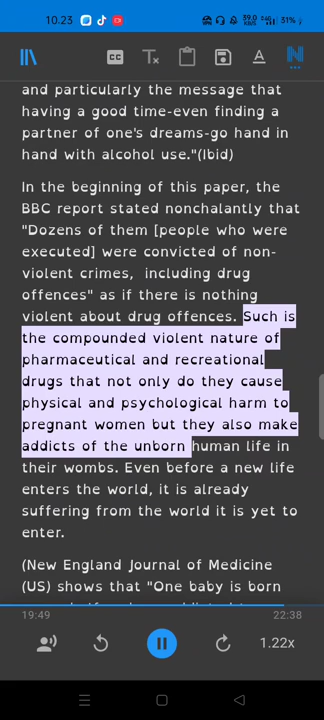 10.23
39.0 KB/S
31%
CC
A
N
and particularly the message that
having a good time-even finding a
partner of one's dreams-go hand in
hand with alcohol use."(Ibid)
In the beginning of this paper, the
BBC report stated nonchalantly that
"Dozens of them [people who were
executed] were convicted of non-
violent crimes, including drug
offences" as if there is nothing
violent about drug offences. Such is
the compounded violent nature of
pharmaceutical and recreational
drugs that not only do they cause
physical and psychological harm to
pregnant women but they also make
addicts of the unborn human life in
their wombs. Even before a new life
enters the world, it is already
suffering from the world it is yet to
enter.
(New England Journal of Medicine
(US) shows that "One baby is born
19:49
22:38
1.22x